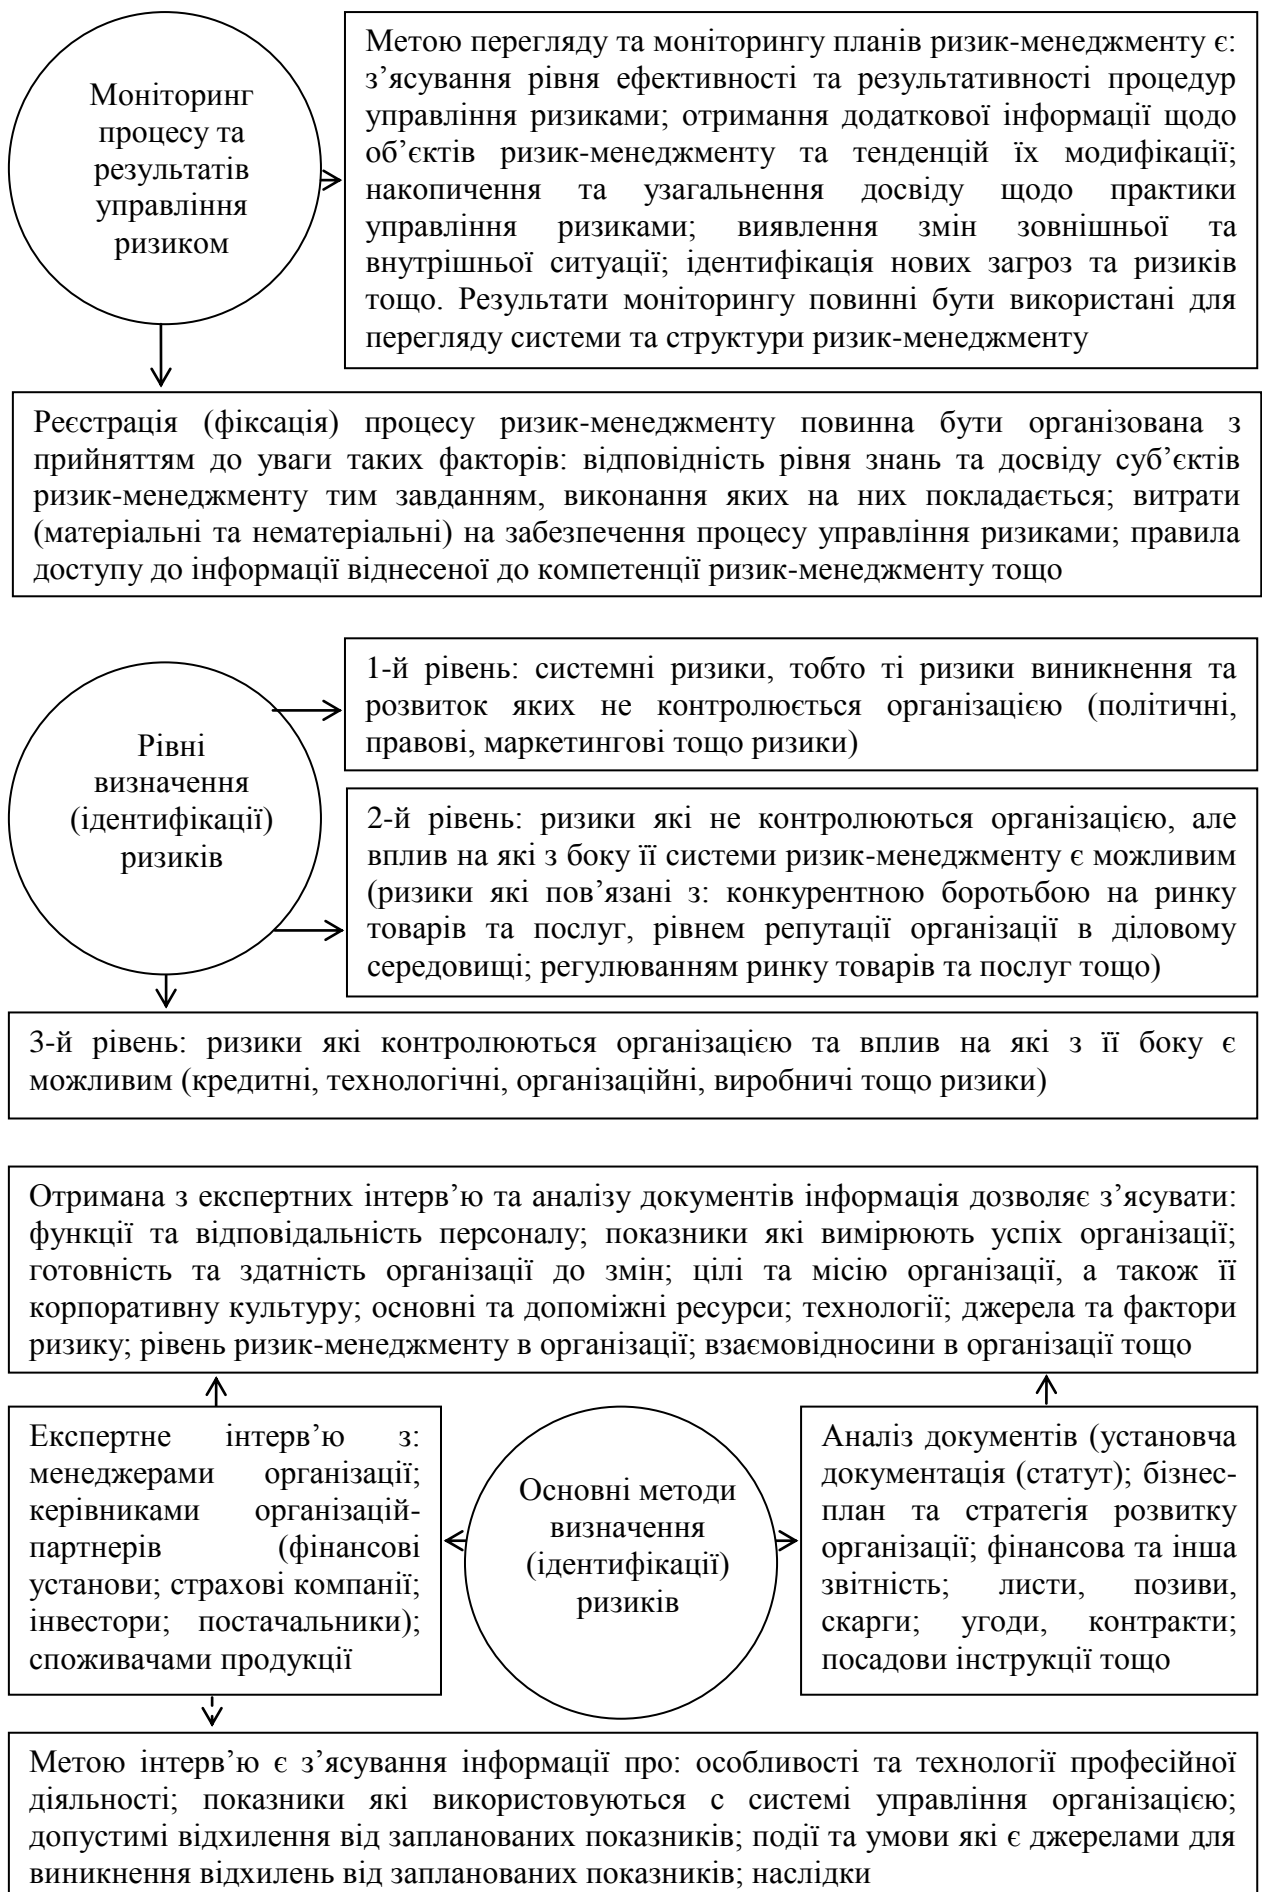 Моніторинг
процесу та
результатів
управління
ризиком
Метою перегляду та моніторингу планів ризик-менеджменту є:
з’ясування рівня ефективності та результативності процедур
управління ризиками; отримання додаткової інформації щодо
об’єктів ризик-менеджменту та тенденцій їх модифікації;
накопичення та узагальнення досвіду щодо практики
управління ризиками; виявлення змін зовнішньої та
внутрішньої ситуації; ідентифікація нових загроз та ризиків
тощо. Результати моніторингу повинні бути використані для
перегляду системи та структури ризик-менеджменту
Реєстрація (фіксація) процесу ризик-менеджменту повинна бути організована з
прийняттям до уваги таких факторів: відповідність рівня знань та досвіду суб’єктів
ризик-менеджменту тим завданням, виконання яких на них покладається; витрати
(матеріальні та нематеріальні) на забезпечення процесу управління ризиками; правила
доступу до інформації віднесеної до компетенції ризик-менеджменту тощо
Рівні
визначення
(ідентифікації)
ризиків
1-й рівень: системні ризики, тобто ті ризики виникнення та
розвиток яких не контролюється організацією (політичні,
правові, маркетингові тощо ризики)
2-й рівень: ризики які не контролюються організацією, але
вплив на які з боку її системи ризик-менеджменту є можливим
(ризики які пов’язані з: конкурентною боротьбою на ринку
товарів та послуг, рівнем репутації організації в діловому
середовищі; регулюванням ринку товарів та послуг тощо)
3-й рівень: ризики які контролюються організацією та вплив на які з її боку є
можливим (кредитні, технологічні, організаційні, виробничі тощо ризики)
Отримана з експертних інтерв’ю та аналізу документів інформація дозволяє з’ясувати:
функції та відповідальність персоналу; показники які вимірюють успіх організації;
готовність та здатність організації до змін; цілі та місію організації, а також її
корпоративну культуру; основні та допоміжні ресурси; технології; джерела та фактори
ризику; рівень ризик-менеджменту в організації; взаємовідносини в організації тощо
Експертне інтерв’ю з:
менеджерами організації;
керівниками організацій-
партнерів (фінансові
установи; страхові компанії;
інвестори; постачальники);
споживачами продукції
Основні методи
визначення
(ідентифікації)
ризиків
Аналіз документів (установча
документація (статут); бізнес-
план та стратегія розвитку
організації; фінансова та інша
звітність; листи, позиви,
скарги; угоди, контракти;
посадови інструкції тощо
Метою інтерв’ю є з’ясування інформації про: особливості та технології професійної
діяльності; показники які використовуються с системі управління організацією;
допустимі відхилення від запланованих показників; події та умови які є джерелами для
виникнення відхилень від запланованих показників; наслідки